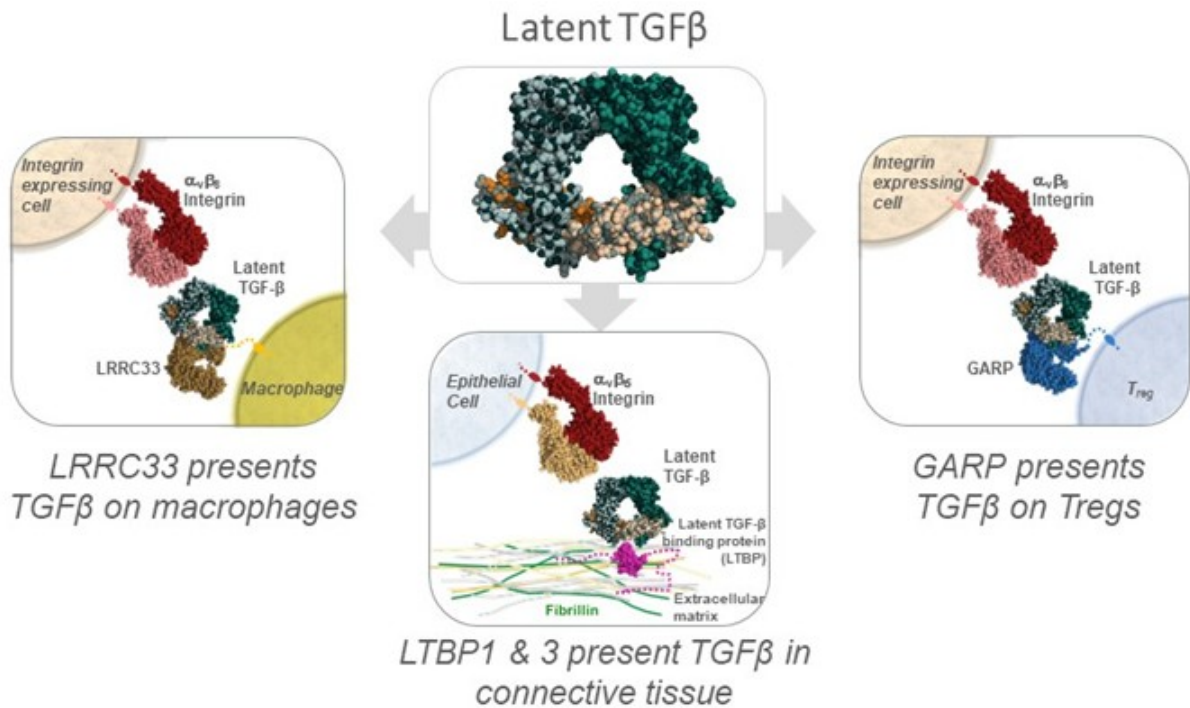 Latent TGFβ
Integrin
expressing
cell
αvβ8
Integrin
Latent
TGF-β
LRRC33
Macrophage
LRRC33 presents
TGFβ on macrophages
Epithelial
Cell
αvβ6
Integrin
Latent
TGF-β
Latent TGF-β
binding protein
(LTBP)
Fibrillin
Extracellular
matrix
LTBP1 & 3 present TGFβ in
connective tissue
Integrin
expressing
cell
αvβ8
Integrin
Latent
TGF-β
GARP
Treg
GARP presents
TGFβ on Tregs